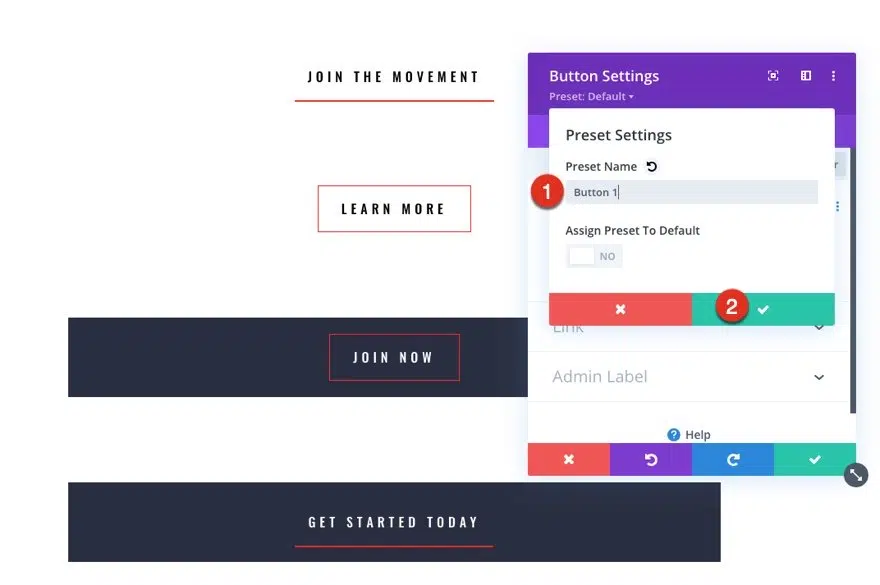 JOIN THE MOVEMENT
LEARN MORE
JOIN NOW
GET STARTED TODAY
Button Settings
Preset: Default
Preset Settings
Preset Name
1
Button 1
Assign Preset To Default
NO
2
r
Link
Admin Label
? Help